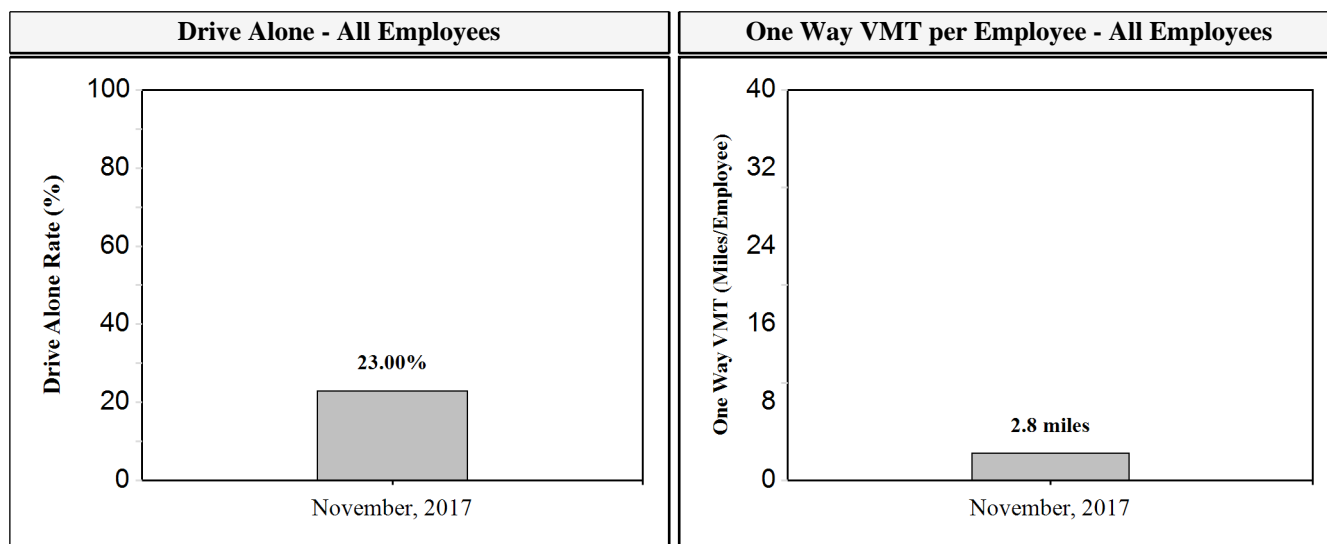 Drive Alone - All Employees
One Way VMT per Employee - All Employees
Drive Alone Rate (%)
100
80
60
40
20
0
23.00%
November, 2017
One Way VMT (Miles/Employee)
40
32
24
16
8
0
2.8 miles
November, 2017